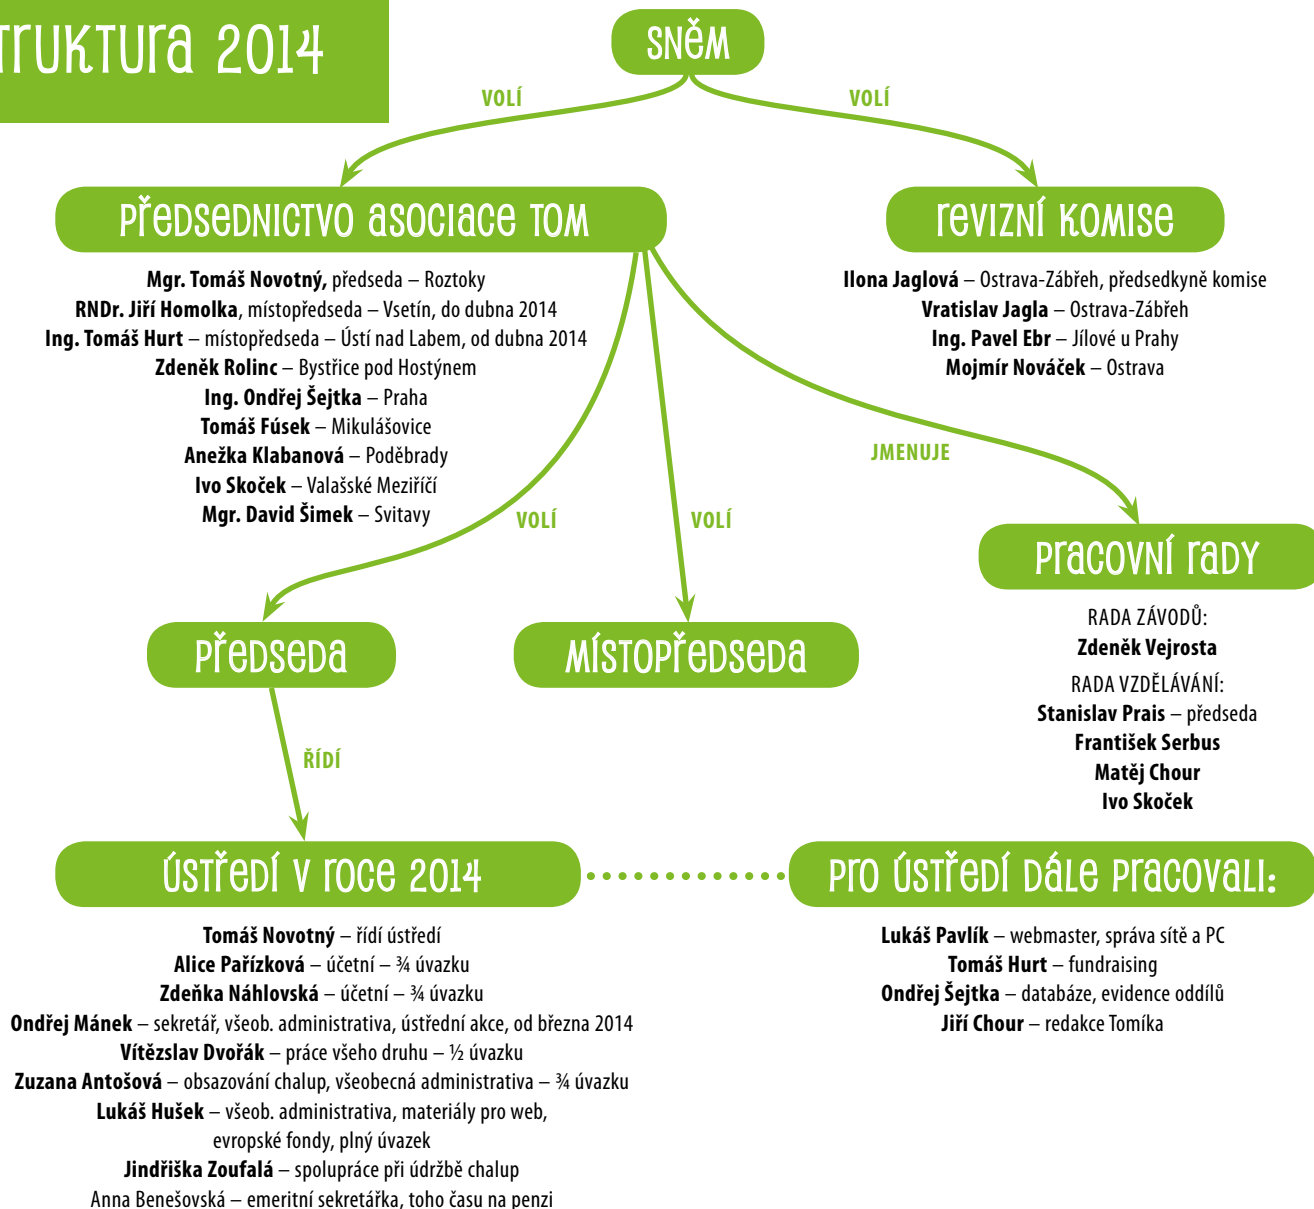 TRUKTURA 2014
SNĚM
VOLÍ
VOLÍ
PŘEDSEDNICTVO ASOCIACE TOM
Mgr. Tomáš Novotný, předseda – Roztoky
RNDr. Jiří Homolka, místopředseda – Vsetín, do dubna 2014
Ing. Tomáš Hurt – místopředseda – Ústí nad Labem, od dubna 2014
Zdeněk Rolinc – Bystřice pod Hostýnem
Ing. Ondřej Šejtka – Praha
Tomáš Fúsek – Mikulášovice
Anežka Klabanová – Poděbrady
Ivo Skoček – Valašské Meziříčí
Mgr. David Šimek – Svitavy
REVIZNÍ KOMISE
Ilona Jaglová – Ostrava-Zábřeh, předsedkyně komise
Vratislav Jagla – Ostrava-Zábřeh
Ing. Pavel Ebr – Jílové u Prahy
Mojmír Nováček – Ostrava
JMENUJE
VOLÍ
VOLÍ
PRACOVNÍ RADY
RADA ZÁVODŮ:
Zdeněk Vejrosta
RADA VZDĚLÁVÁNÍ:
Stanislav Prais – předseda
František Serbus
Matěj Chour
Ivo Skoček
PŘEDSEDA
MÍSTOPŘEDSEDA
ŘÍDÍ
ÚSTŘEDÍ V ROCE 2014
Tomáš Novotný – řídí ústředí
Alice Pařízková – účetní – ¾ úvazku
Zdeňka Náhlovská – účetní – ¾ úvazku
Ondřej Mánek – sekretář, všeob. administrativa, ústřední akce, od března 2014
Vítězslav Dvořák – práce všeho druhu – ½ úvazku
Zuzana Antošová – obsazování chalup, všeobecná administrativa – ¾ úvazku
Lukáš Hušek – všeob. administrativa, materiály pro web,
evropské fondy, plný úvazek
Jindřiška Zoufalá – spolupráce při údržbě chalup
Anna Benešovská – emeritní sekretářka, toho času na penzi
PRO ÚSTŘEDÍ DÁLE PRACOVALI:
Lukáš Pavlík – webmaster, správa sítě a PC
Tomáš Hurt – fundraising
Ondřej Šejtka – databáze, evidence oddílů
Jiří Chour – redakce Tomíka